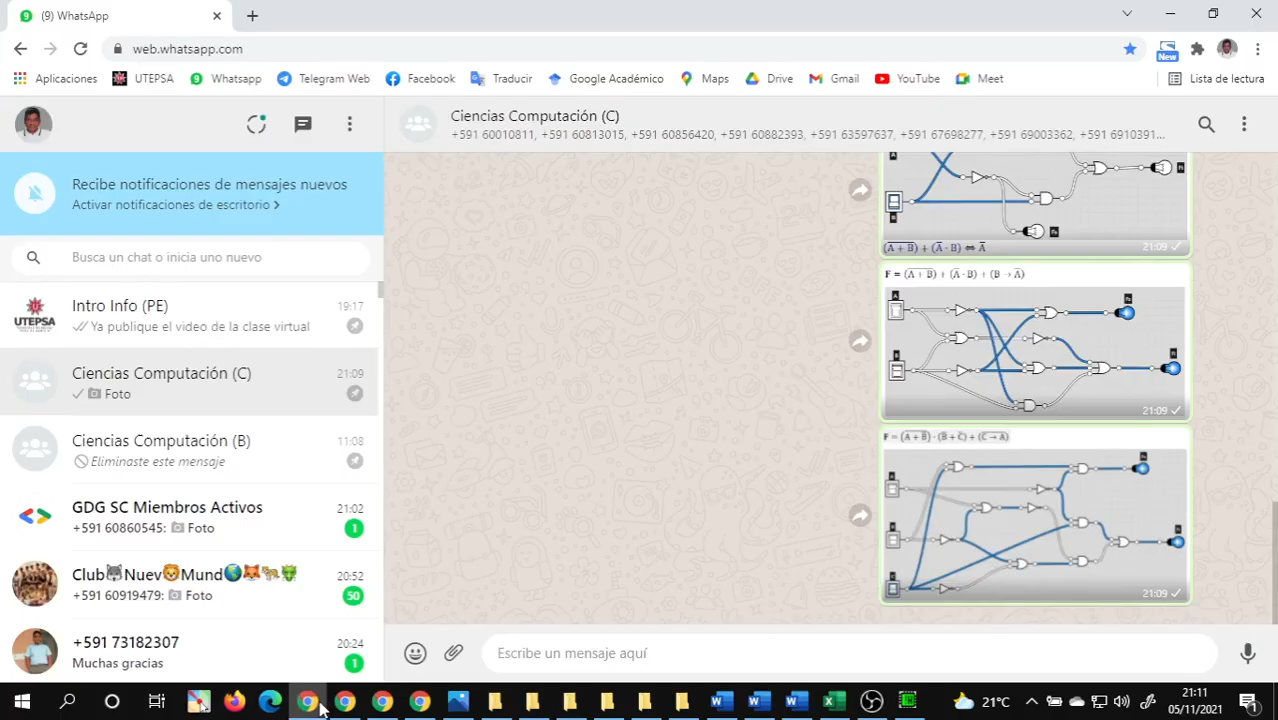 (9) WhatsApp
web.whatsapp.com
New
Aplicaciones
UTEPSA
Whatsapp
Telegram Web
Facebook
Traducir
Google Académico
Maps
Drive
Gmail
YouTube
Meet
Lista de lectura
Ciencias Computación (C)
+591 60010811, +591 60813015, +591 60856420, +591 60882393, +591 63597637, +591 67698277, +591 69003362, +591 6910391...
Recibe notificaciones de mensajes nuevos
Activar notificaciones de escritorio >
Busca un chat o inicia uno nuevo
Intro Info (PE) 19:17
UTEPSA
Ya publique el video de la clase virtual
Ciencias Computación (C) 21:09
Foto
Ciencias Computación (B) 11:08
Eliminaste este mensaje
GDG SC Miembros Activos 21:02
+591 60860545: Foto 1
Club🐺Nuev🦁Mund🌎🦊🐆🐲 20:52
+591 60919479: Foto 50
+591 73182307 20:24
Muchas gracias 1
(A̅ ̅+̅ ̅B̅) + (A̅ · B) ⇔ A̅
21:09
F = (A̅ ̅+̅ ̅B̅) + (A̅ · B) + (B → A̅)
21:09
21:09
Escribe un mensaje aquí
21°C
21:11
05/11/2021
1